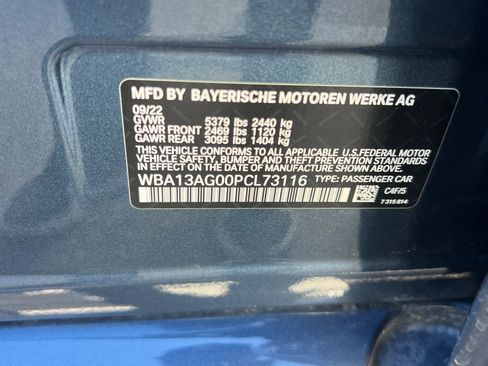 MFD BY BAYERISCHE MOTOREN WERKE AG
09/22
GVWR 5379 lbs 2440 kg
GAWR FRONT 2469 lbs 1120 kg
GAWR REAR 3095 lbs 1404 kg
THIS VEHICLE CONFORMS TO ALL APPLICABLE U.S.FEDERAL MOTOR
VEHICLE SAFETY, BUMPER AND THEFT PREVENTION STANDARDS IN
EFFECT ON THE DATE OF MANUFACTURE SHOWN ABOVE.
WBA13AG00PCL73116 TYPE: PASSENGER CAR
C4F/5
7315814